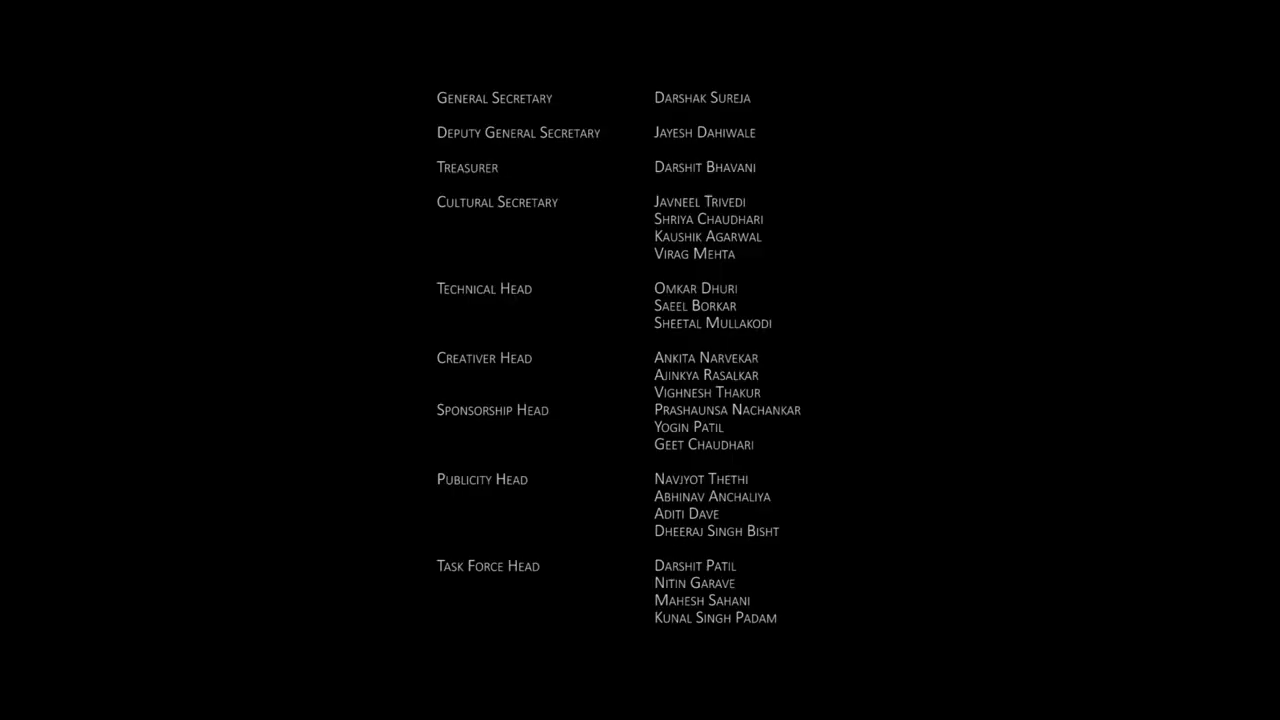 General Secretary Darshak Sureja
Deputy General Secretary Jayesh Dahiwale
Treasurer Darshit Bhavani
Cultural Secretary Javneel Trivedi
Shriya Chaudhari
Kaushik Agarwal
Virag Mehta
Technical Head Omkar Dhuri
Saeel Borkar
Sheetal Mullakodi
Creativer Head Ankita Narvekar
Ajinkya Rasalkar
Vighnesh Thakur
Sponsorship Head Prashaunsa Nachankar
Yogin Patil
Geet Chaudhari
Publicity Head Navjyot Thethi
Abhinav Anchaliya
Aditi Dave
Dheeraj Singh Bisht
Task Force Head Darshit Patil
Nitin Garave
Mahesh Sahani
Kunal Singh Padam